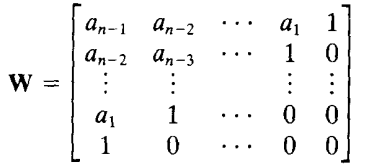 W = [ a_{n-1} a_{n-2} ⋯ a_1 1
a_{n-2} a_{n-3} ⋯ 1 0
⋮ ⋮ ⋮ ⋮
a_1 1 ⋯ 0 0
1 0 ⋯ 0 0 ]